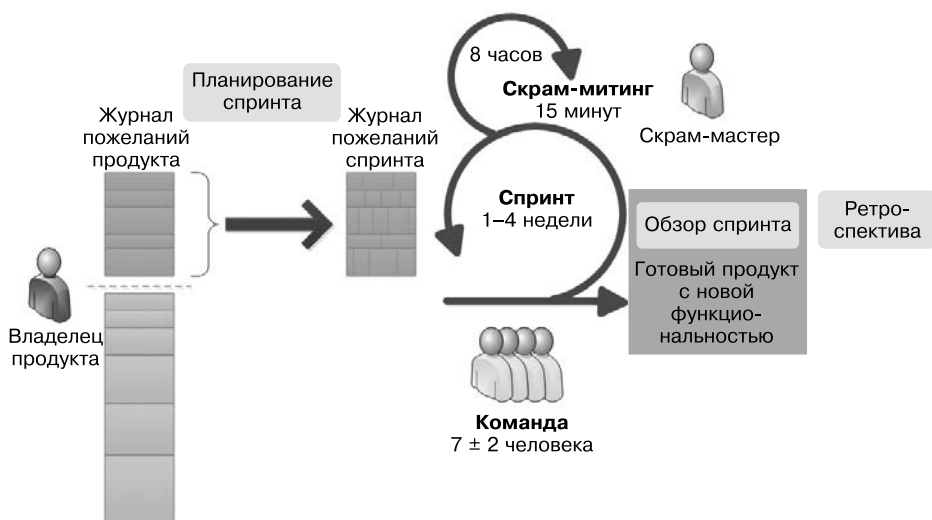 8 часов
Планирование
спринта
Скрам-митинг
15 минут
Журнал
пожеланий
продукта
Журнал
пожеланий
спринта
Скрам-мастер
Спринт
1–4 недели
Обзор спринта
Ретро-
спектива
Готовый продукт
с новой
функцио-
нальностью
Владелец
продукта
Команда
7 ± 2 человека